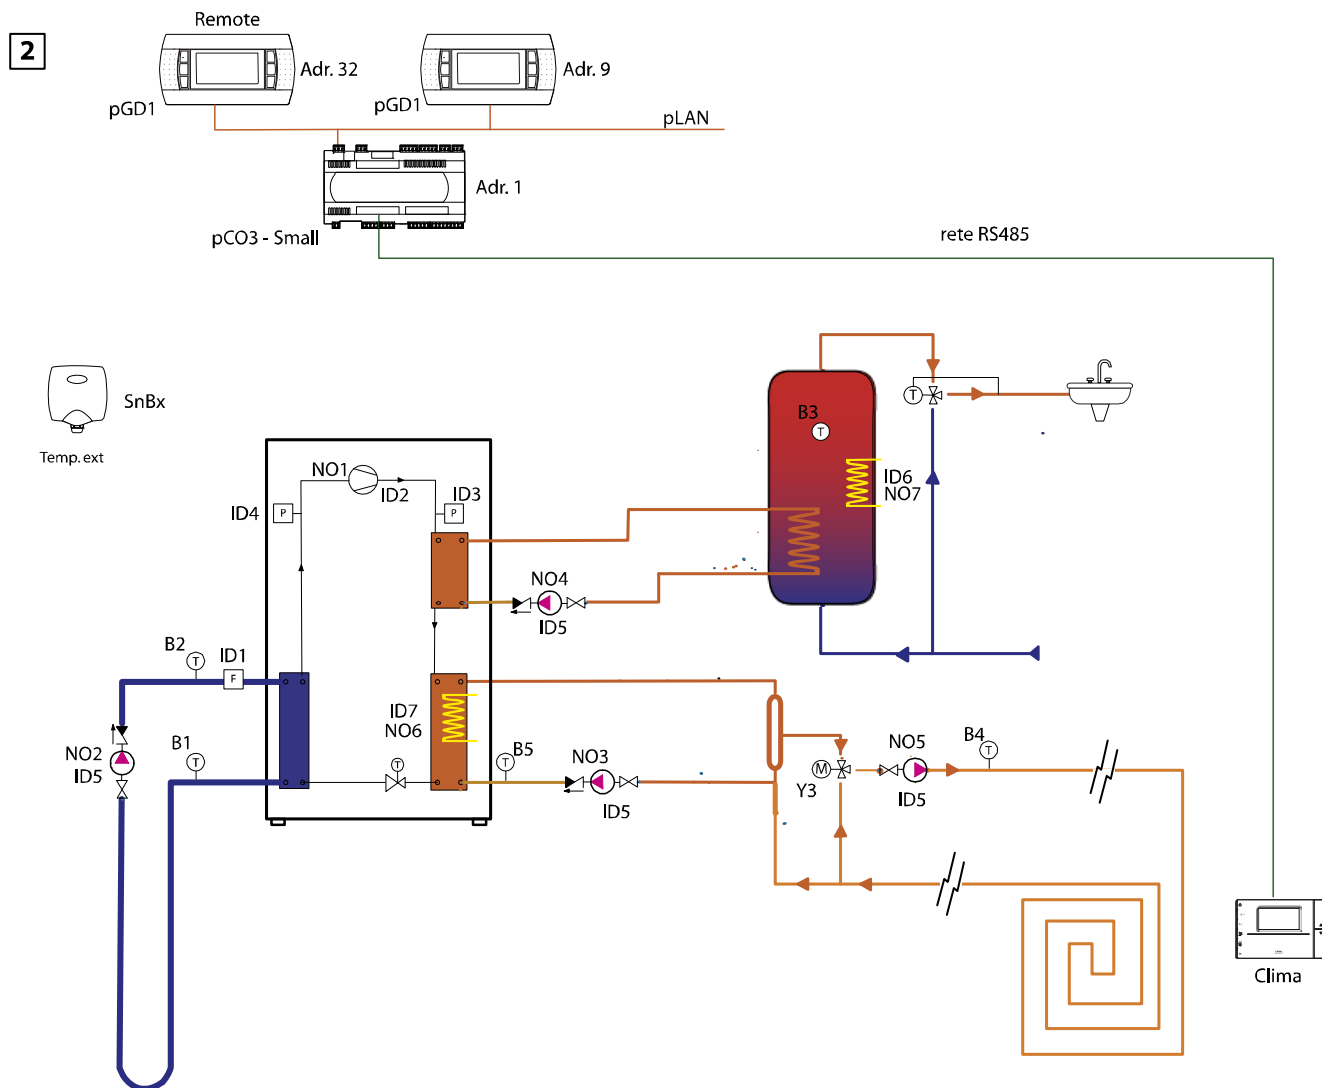 2
Remote
Adr. 32
pGD1
Adr. 9
pGD1
pLAN
Adr. 1
pCO3 - Small
rete RS485
SnBx
Temp. ext
NO1
ID2
ID3
P
ID4
P
B3
T
ID6
NO7
T
NO4
ID5
B2
T
ID1
F
ID7
NO6
T
B1
T
NO2
ID5
B5
T
NO3
ID5
M
Y3
NO5
ID5
B4
T
Clima